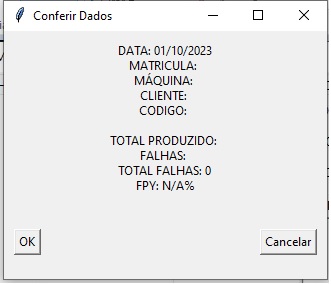 Conferir Dados
DATA: 01/10/2023
MATRICULA:
MÁQUINA:
CLIENTE:
CODIGO:
TOTAL PRODUZIDO:
FALHAS:
TOTAL FALHAS: 0
FPY: N/A%
OK
Cancelar